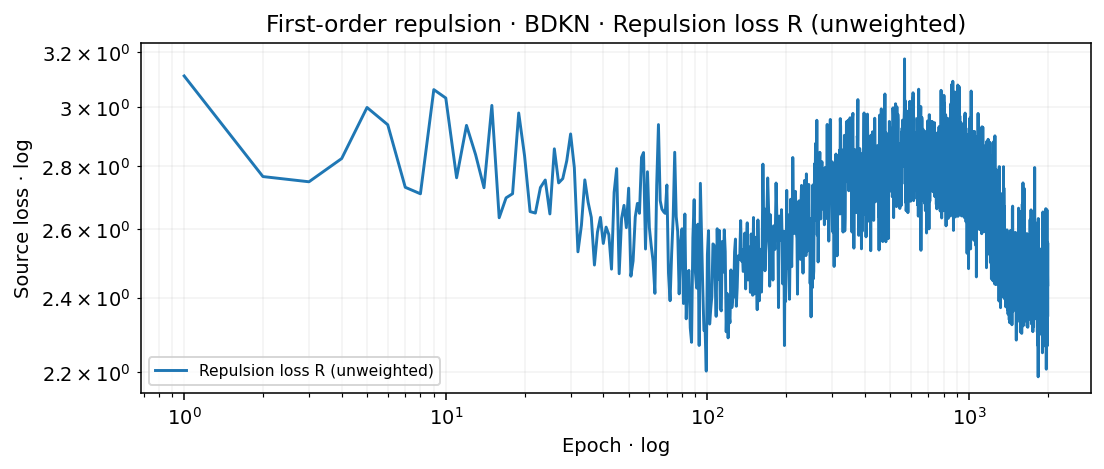 First-order repulsion · BDKN · Repulsion loss R (unweighted)
Source loss · log
3.2 × 10⁰
3 × 10⁰
2.8 × 10⁰
2.6 × 10⁰
2.4 × 10⁰
2.2 × 10⁰
Repulsion loss R (unweighted)
10⁰ 10¹ 10² 10³
Epoch · log